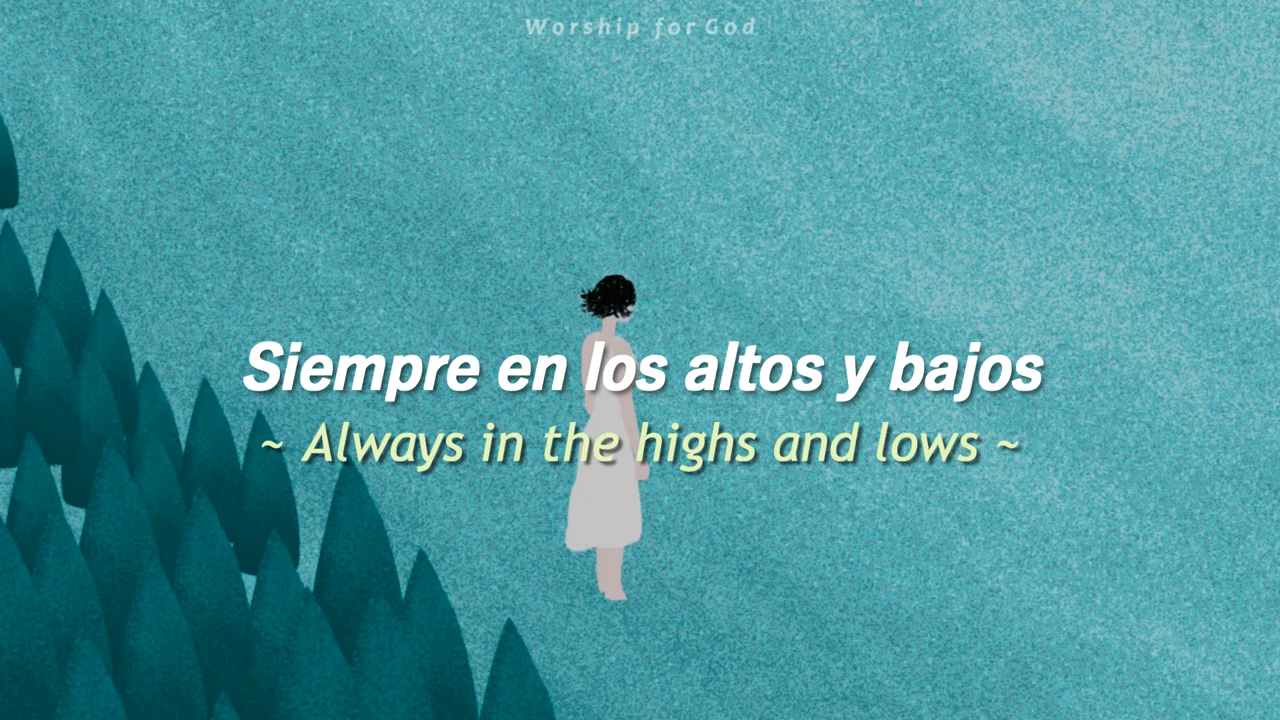 Worship for God
Siempre en los altos y bajos
~ Always in the highs and lows ~